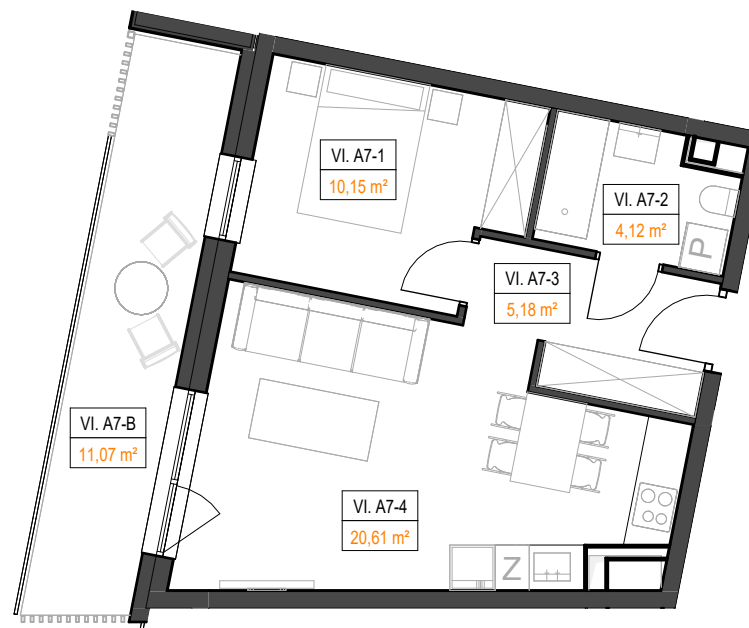 VI. A7-1
10,15 m²
VI. A7-2
4,12 m²
P
VI. A7-3
5,18 m²
VI. A7-B
11,07 m²
VI. A7-4
20,61 m²
Z